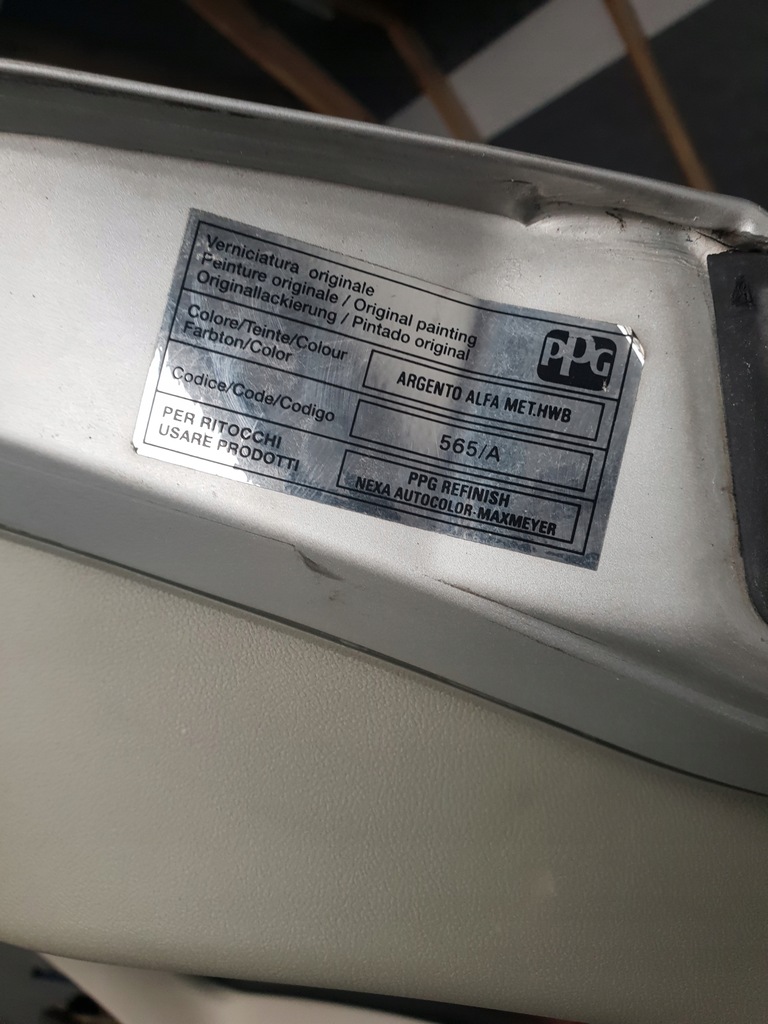 Verniciatura originale
Peinture originale / Original painting
Originallackierung / Pintado original
PPG
Colore/Teinte/Colour
Farbton/Color
ARGENTO ALFA MET.HWB
Codice/Code/Codigo
565/A
PER RITOCCHI
USARE PRODOTTI
PPG REFINISH
NEXA AUTOCOLOR-MAXMEYER